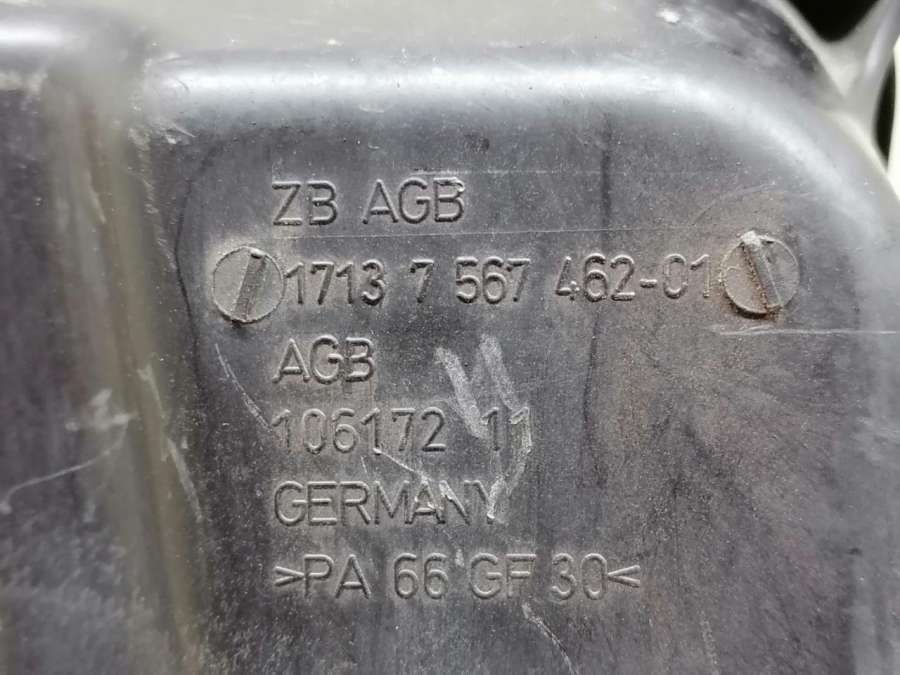 ZB AGB
1713 7 567 462-01
AGB
106172 11
GERMANY
>PA 66 GF 30<